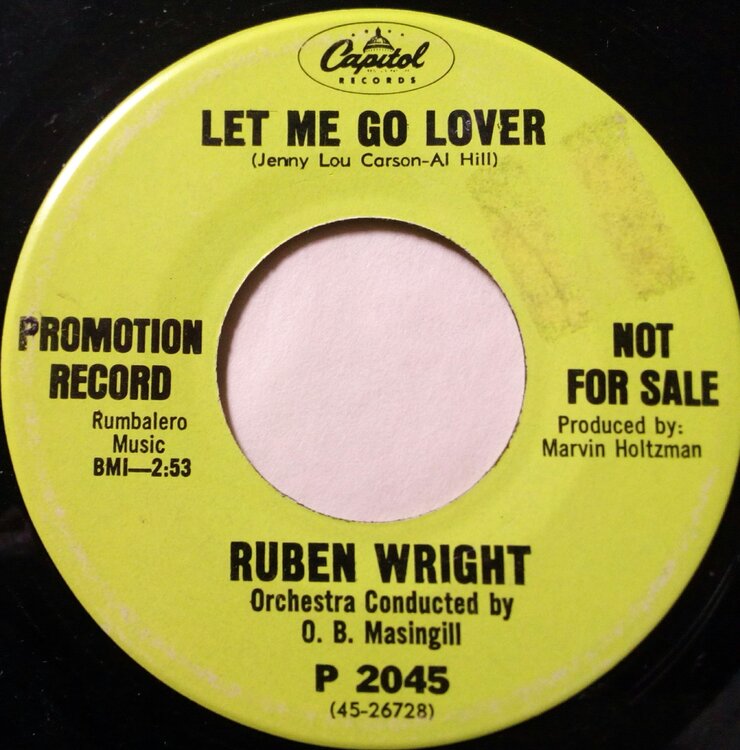 Capitol
RECORDS
LET ME GO LOVER
(Jenny Lou Carson-Al Hill)
PROMOTION
RECORD
Rumbalero
Music
BMI—2:53
NOT
FOR SALE
Produced by:
Marvin Holtzman
RUBEN WRIGHT
Orchestra Conducted by
O. B. Masingill
P 2045
(45-26728)